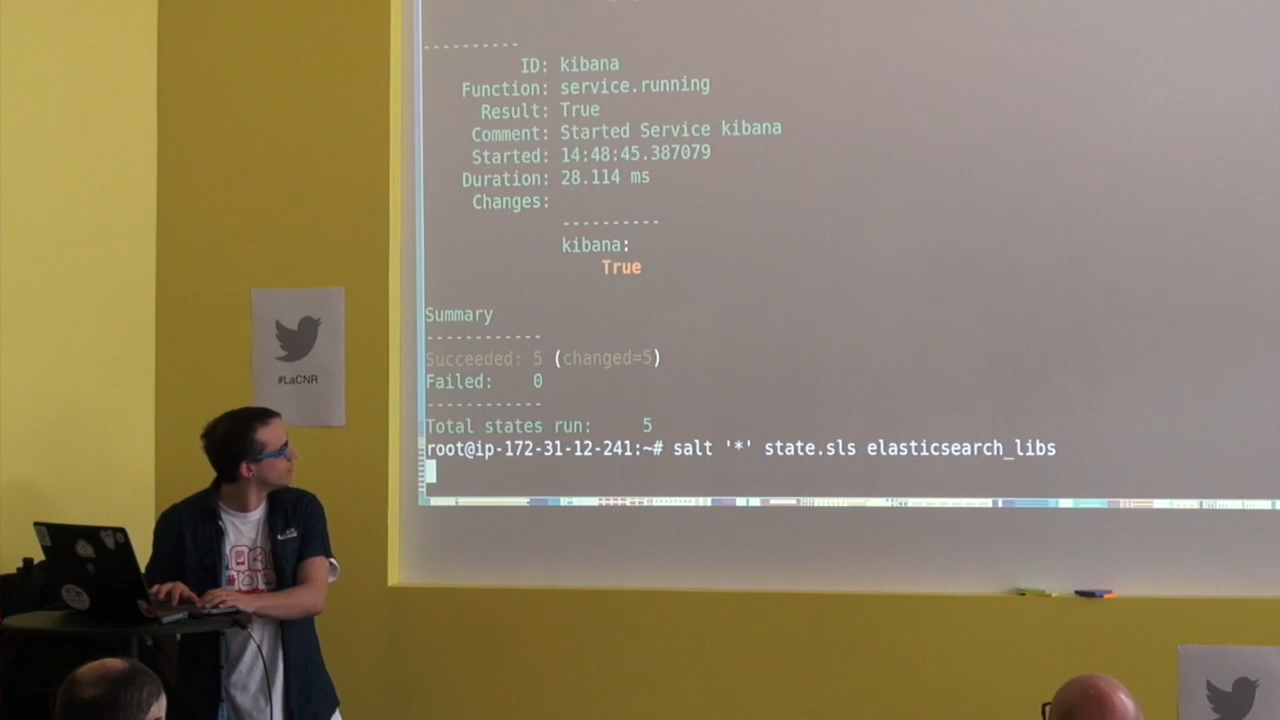 ----------
ID: kibana
Function: service.running
Result: True
Comment: Started Service kibana
Started: 14:48:45.387079
Duration: 28.114 ms
Changes:
----------
kibana:
True
Summary
------------
Succeeded: 5 (changed=5)
Failed: 0
------------
Total states run: 5
root@ip-172-31-12-241:~# salt '*' state.sls elasticsearch_libs
#LaCNR